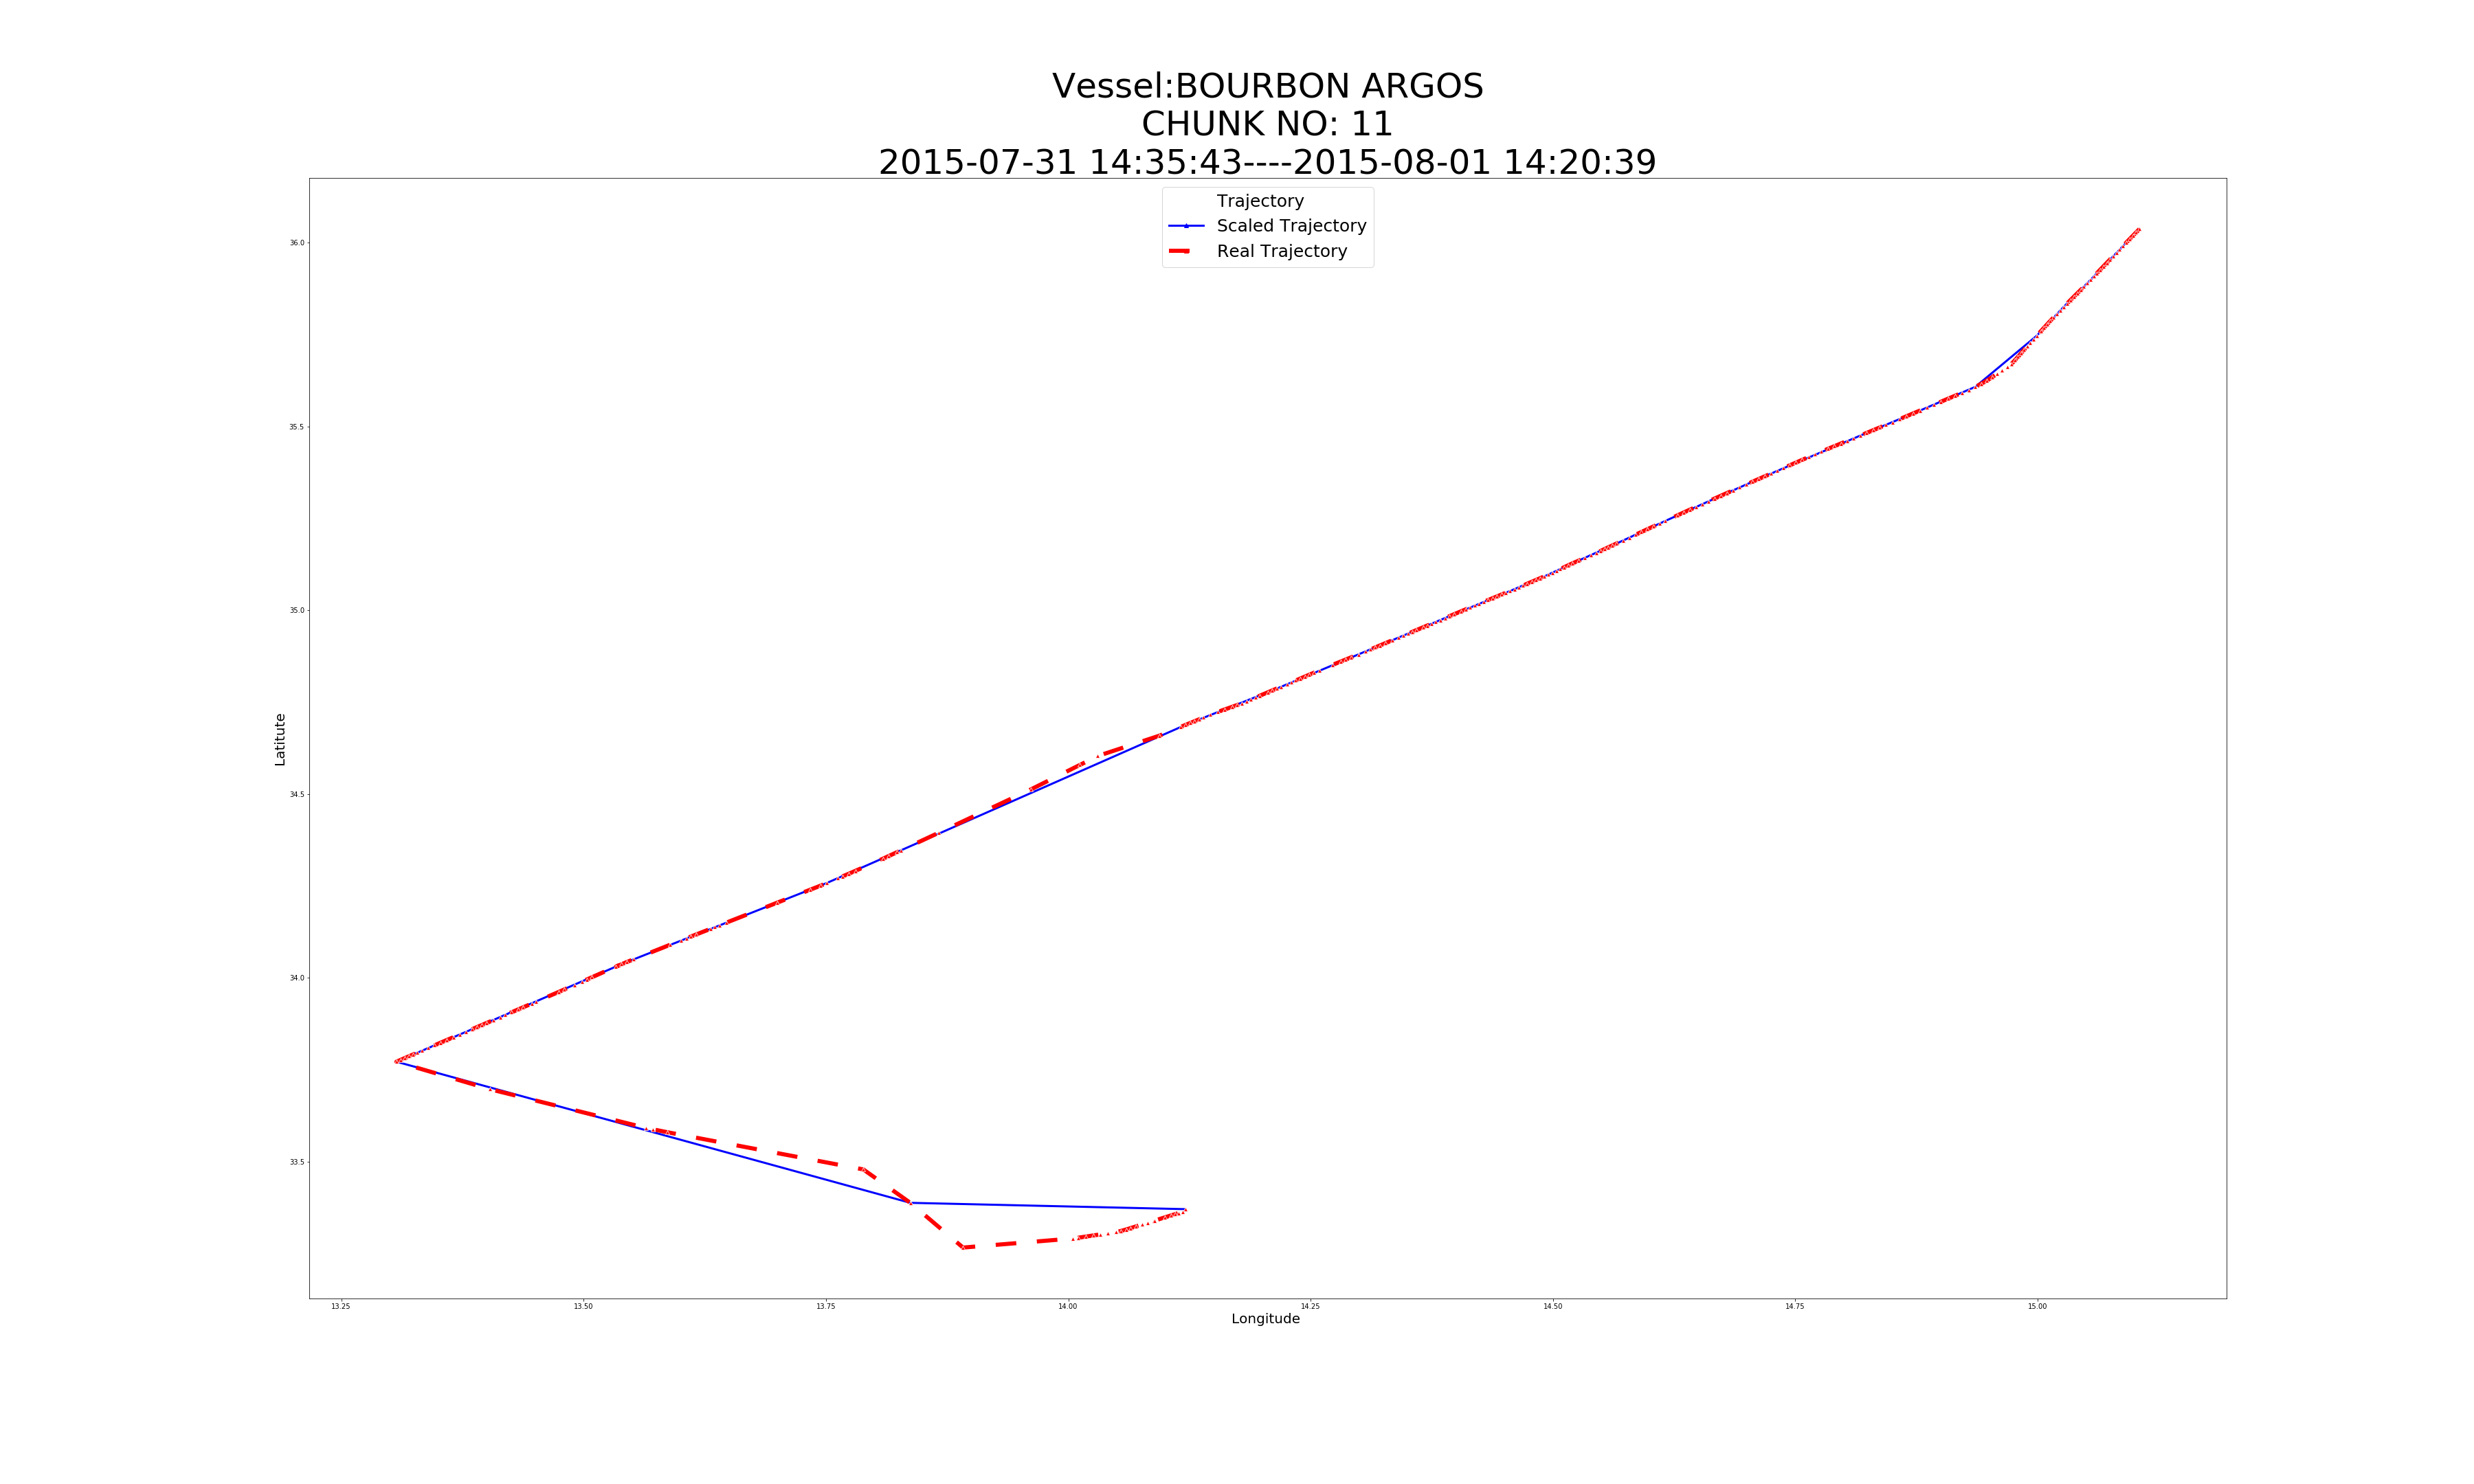 Vessel:BOURBON ARGOS
CHUNK NO: 11
2015-07-31 14:35:43----2015-08-01 14:20:39
Trajectory
Scaled Trajectory
Real Trajectory
36.0
35.5
35.0
34.5
34.0
33.5
Latitute
13.25 13.50 13.75 14.00 14.25 14.50 14.75 15.00
Longitude